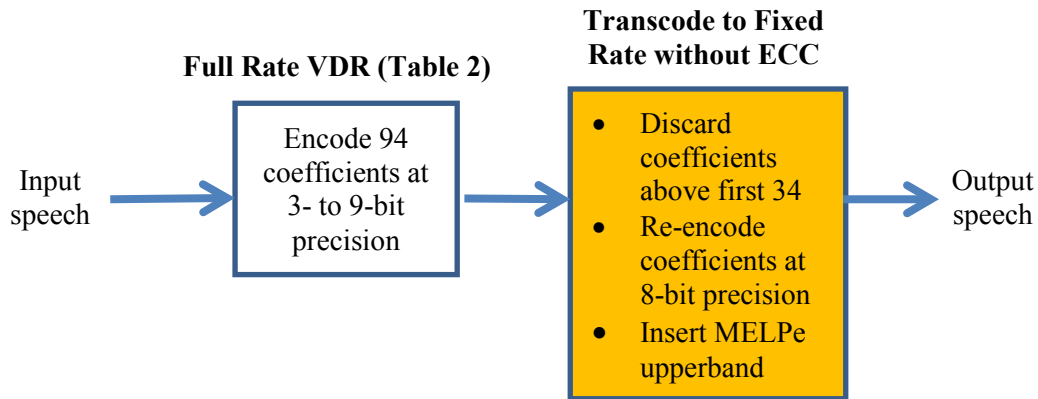 Transcode to Fixed
Rate without ECC
Full Rate VDR (Table 2)
Input
speech
Encode 94
coefficients at
3- to 9-bit
precision
• Discard
coefficients
above first 34
• Re-encode
coefficients at
8-bit precision
• Insert MELPe
upperband
Output
speech